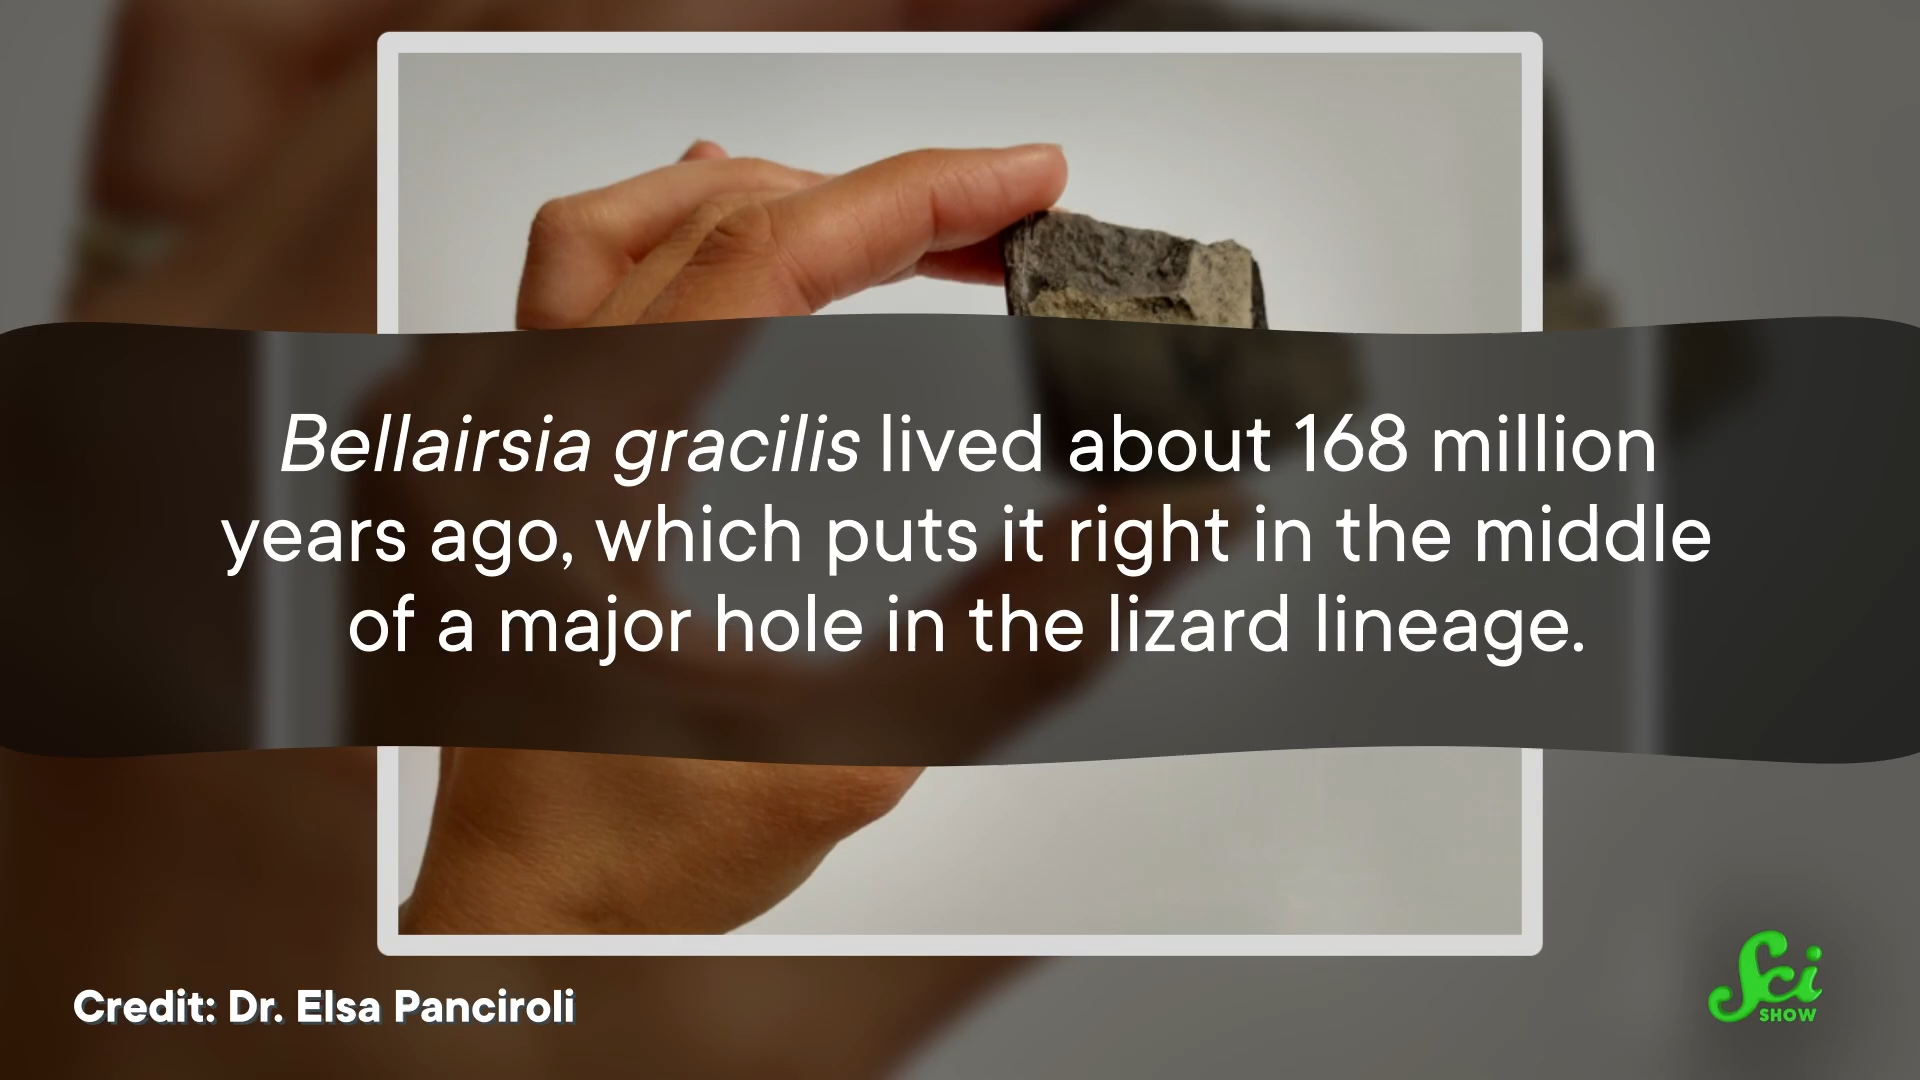 Bellairsia gracilis lived about 168 million
years ago, which puts it right in the middle
of a major hole in the lizard lineage.
Credit: Dr. Elsa Panciroli
Sci
SHOW